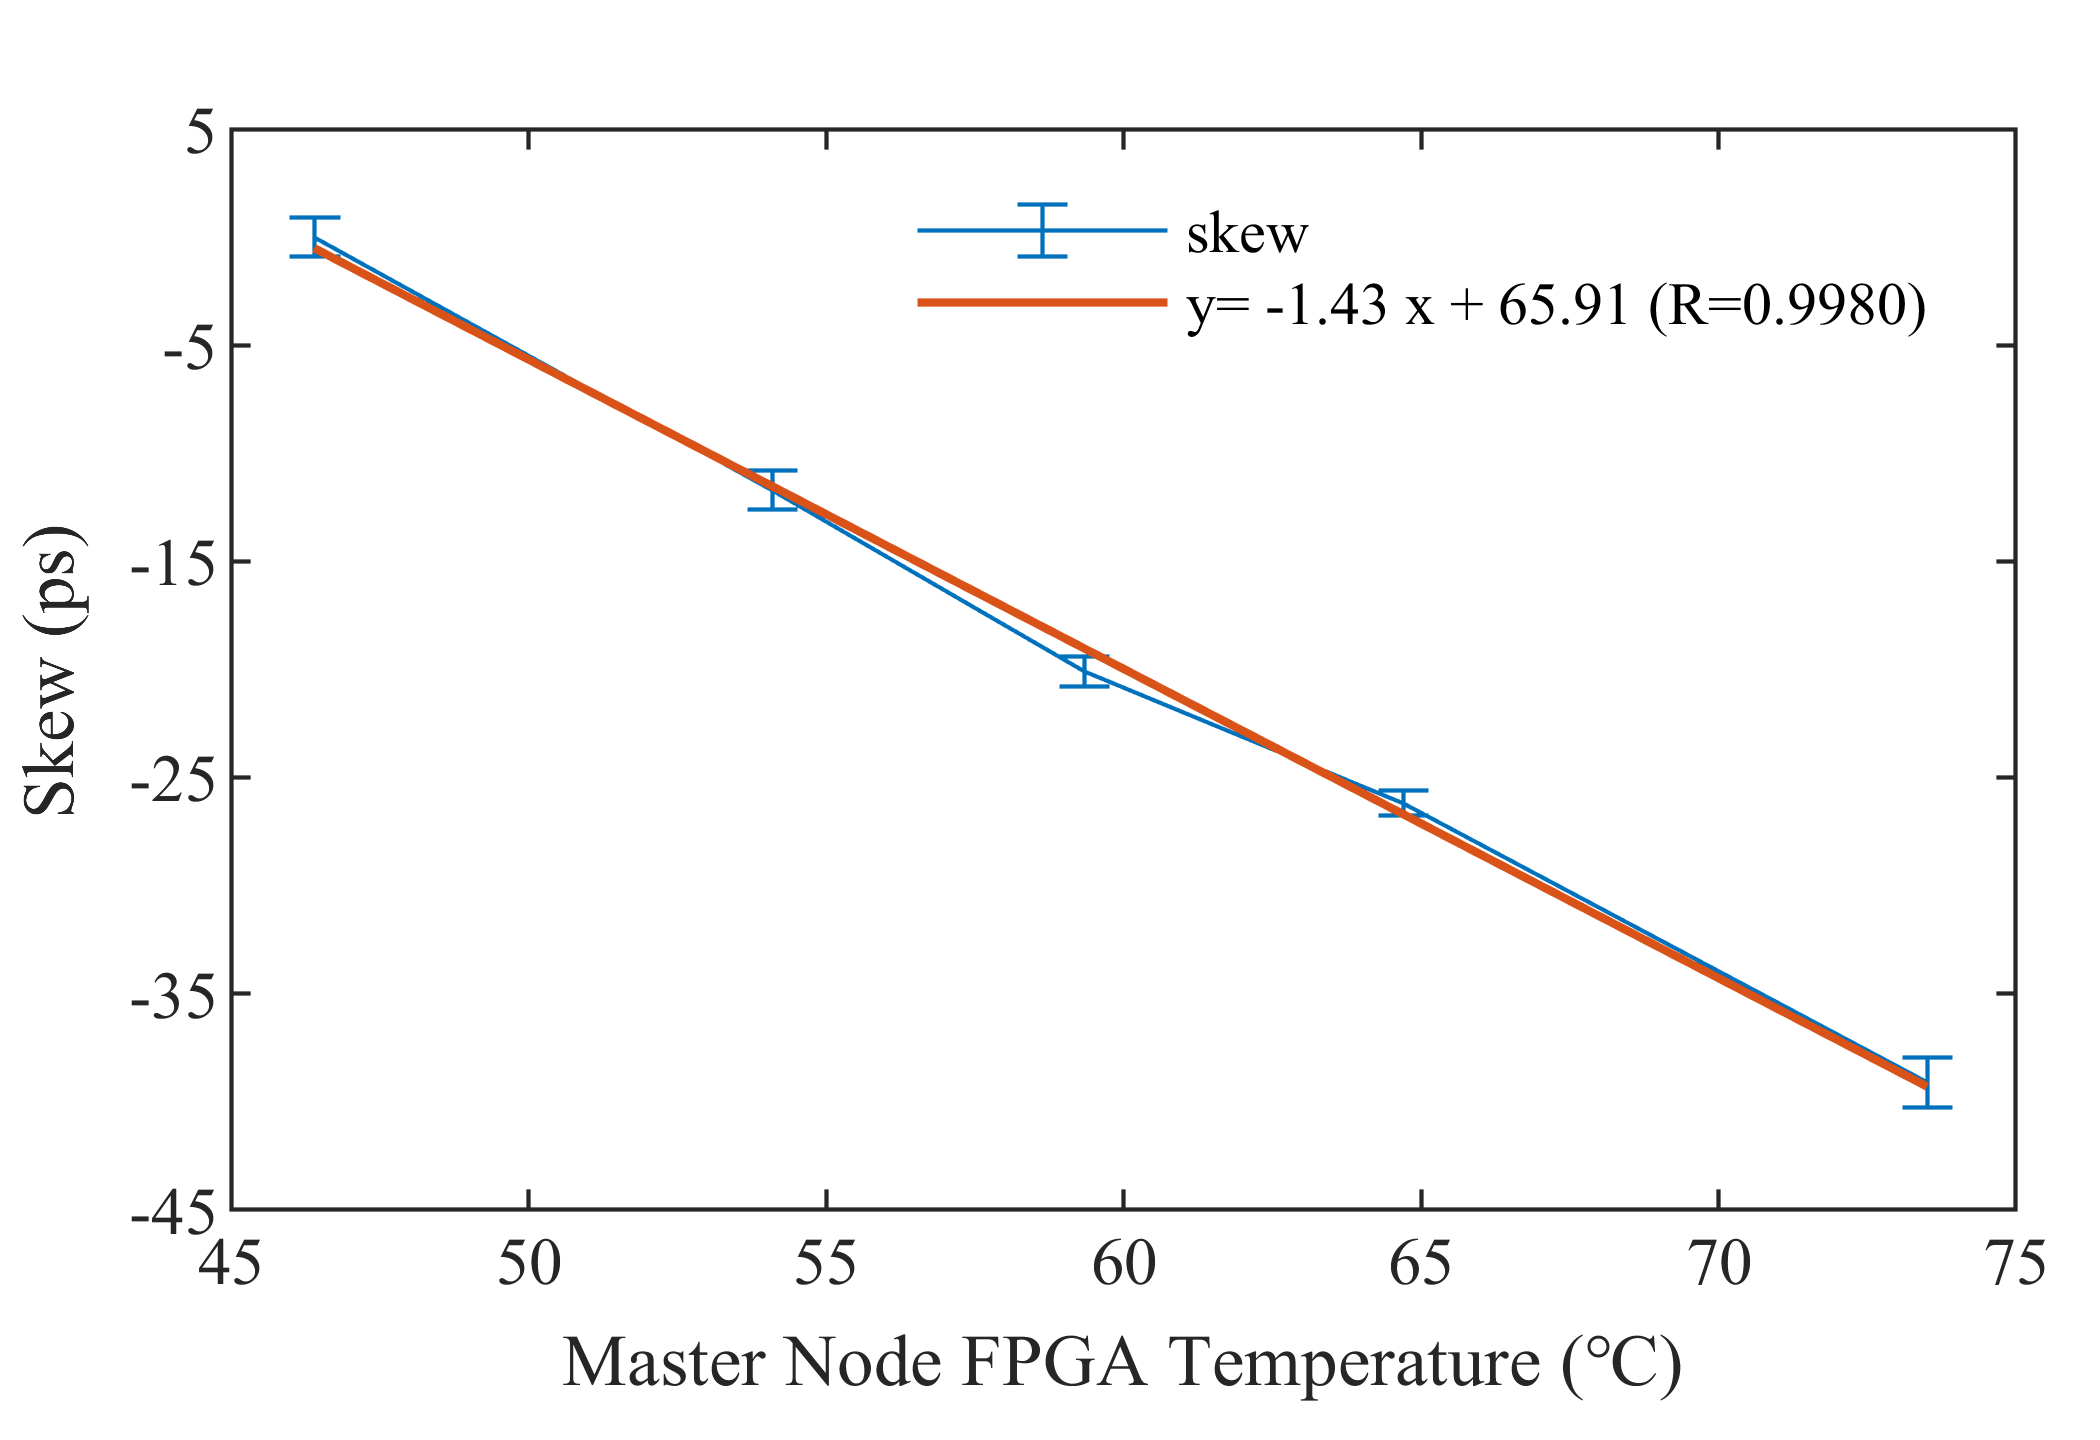 5
-5
-15
-25
-35
-45
45 50 55 60 65 70 75
skew
y= -1.43 x + 65.91 (R=0.9980)
Skew (ps)
Master Node FPGA Temperature (℃)